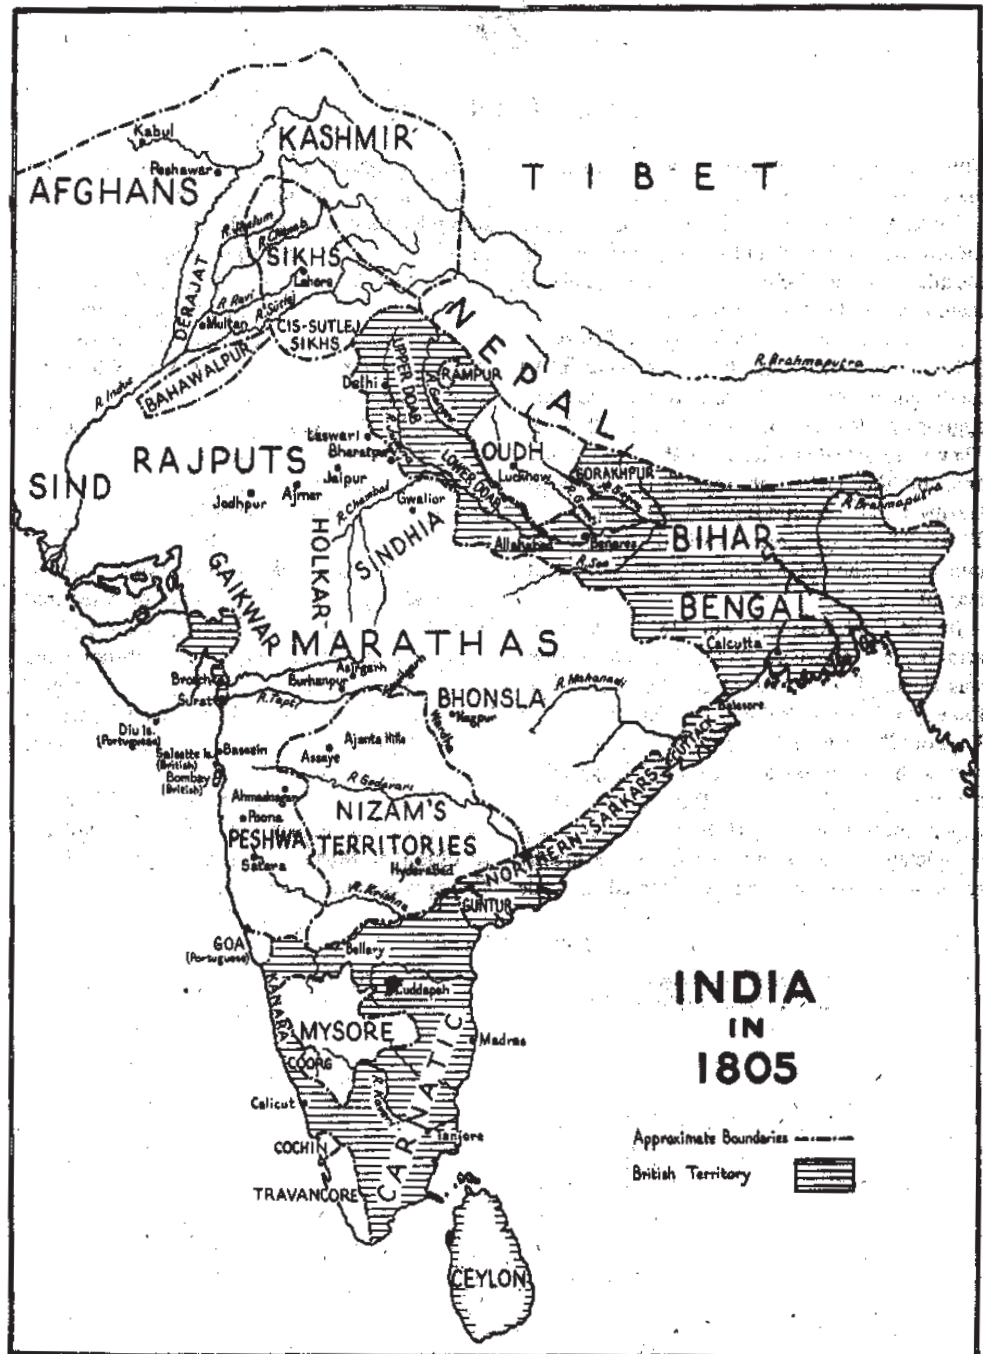 KASHMIR
Kabul
Peshawar
AFGHANS
TIBET
R. Jhelum
R. Chenab
SIKHS
Lahore
DERAJAT
R. Ravi
R. Sutlej
Multan
CIS-SUTLEJ
SIKHS
BAHAWALPUR
R. Indus
NEPAL
R. Brahmaputra
UPPER DOAB
RAMPUR
Delhi
R. Ganges
Laswari
Bharatpur
RAJPUTS
SIND
Jaipur
Ajmer
Jodhpur
OUDH
Lucknow
GORAKHPUR
LOWER DOAB
R. Chambal
Gwalior
SINDHIA
HOLKAR
GAIKWAR
Allahabad
Benares
R. Son
BIHAR
R. Brahmaputra
BENGAL
Calcutta
MARATHAS
Burhanpur
Broach
Surat
R. Tapti
BHONSLA
Nagpur
R. Mahanadi
Wardha
Balasore
CUTTACK
Diu Is.
(Portuguese)
Salsette Is.
(British)
Bassein
Bombay
(British)
Ajanta Hills
Assaye
R. Godavari
Ahmadnagar
Poona
PESHWA
Satara
NIZAM'S
TERRITORIES
Hyderabad
NORTHERN SARKARS
R. Krishna
GUNTUR
GOA
(Portuguese)
Bellary
Cuddapah
KANARA
MYSORE
COORG
CARNATIC
Madras
Calicut
Tanjore
COCHIN
TRAVANCORE
CEYLON
INDIA
IN
1805
Approximate Boundaries
British Territory